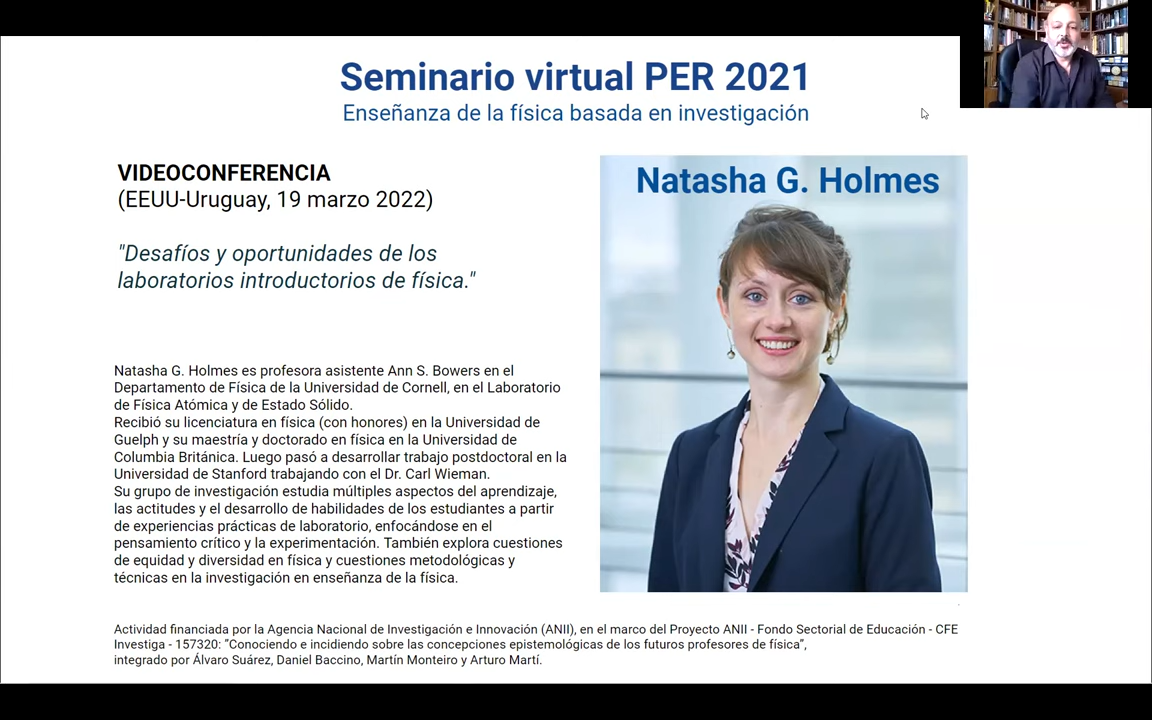 Seminario virtual PER 2021
Enseñanza de la física basada en investigación
VIDEOCONFERENCIA
(EEUU-Uruguay, 19 marzo 2022)
"Desafíos y oportunidades de los
laboratorios introductorios de física."
Natasha G. Holmes
Natasha G. Holmes es profesora asistente Ann S. Bowers en el
Departamento de Física de la Universidad de Cornell, en el Laboratorio
de Física Atómica y de Estado Sólido.
Recibió su licenciatura en física (con honores) en la Universidad de
Guelph y su maestría y doctorado en física en la Universidad de
Columbia Británica. Luego pasó a desarrollar trabajo postdoctoral en la
Universidad de Stanford trabajando con el Dr. Carl Wieman.
Su grupo de investigación estudia múltiples aspectos del aprendizaje,
las actitudes y el desarrollo de habilidades de los estudiantes a partir
de experiencias prácticas de laboratorio, enfocándose en el
pensamiento crítico y la experimentación. También explora cuestiones
de equidad y diversidad en física y cuestiones metodológicas y
técnicas en la investigación en enseñanza de la física.
Actividad financiada por la Agencia Nacional de Investigación e Innovación (ANII), en el marco del Proyecto ANII - Fondo Sectorial de Educación - CFE
Investiga - 157320: "Conociendo e incidiendo sobre las concepciones epistemológicas de los futuros profesores de física",
integrado por Álvaro Suárez, Daniel Baccino, Martín Monteiro y Arturo Martí.